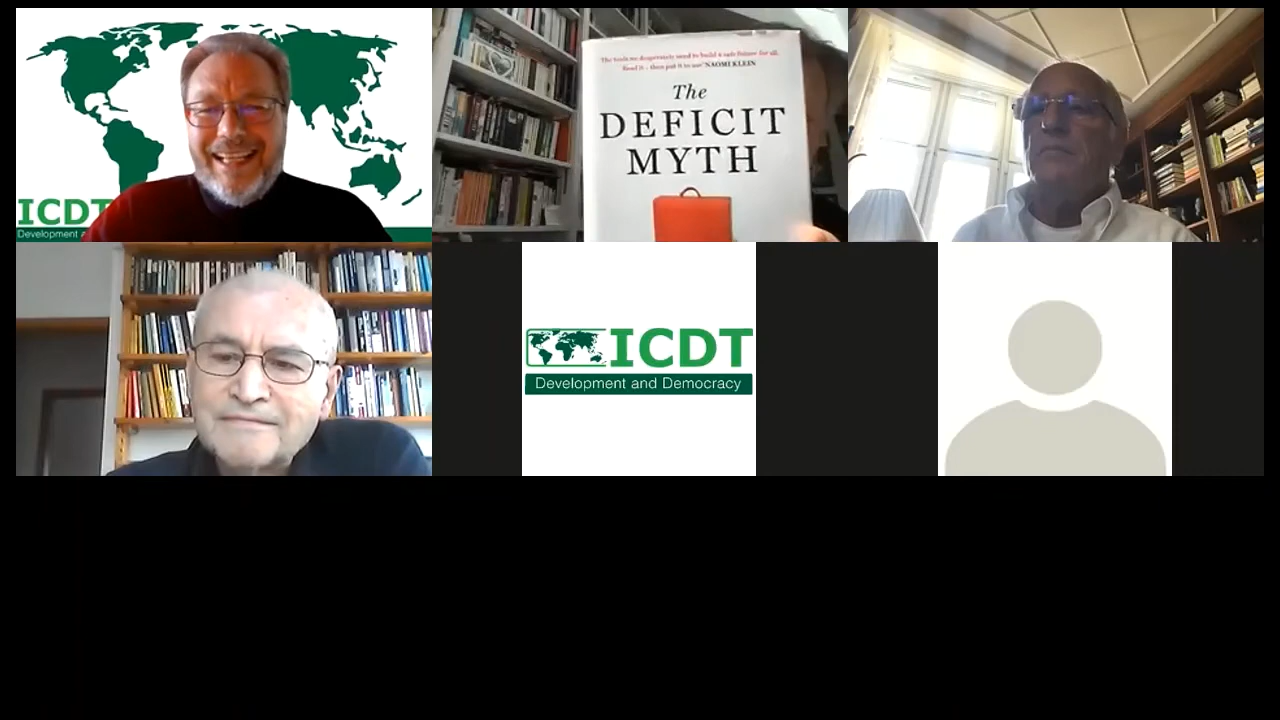 ICDT
Development a
The tools we desperately need to build a safe future for all.
Read it – then put it to use' NAOMI KLEIN
The
DEFICIT
MYTH
ICDT
Development and Democracy